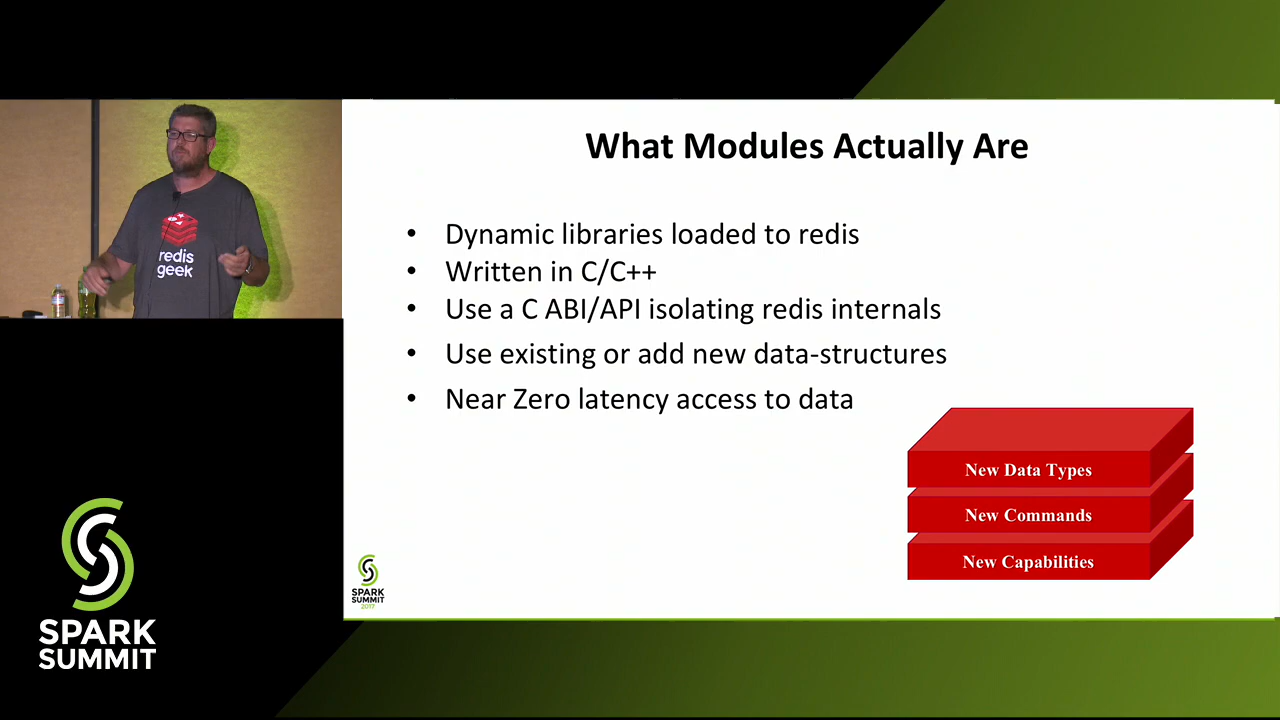 What Modules Actually Are
• Dynamic libraries loaded to redis
• Written in C/C++
• Use a C ABI/API isolating redis internals
• Use existing or add new data-structures
• Near Zero latency access to data
New Data Types
New Commands
New Capabilities
redis
geek
SPARK
SUMMIT
2017
SPARK
SUMMIT